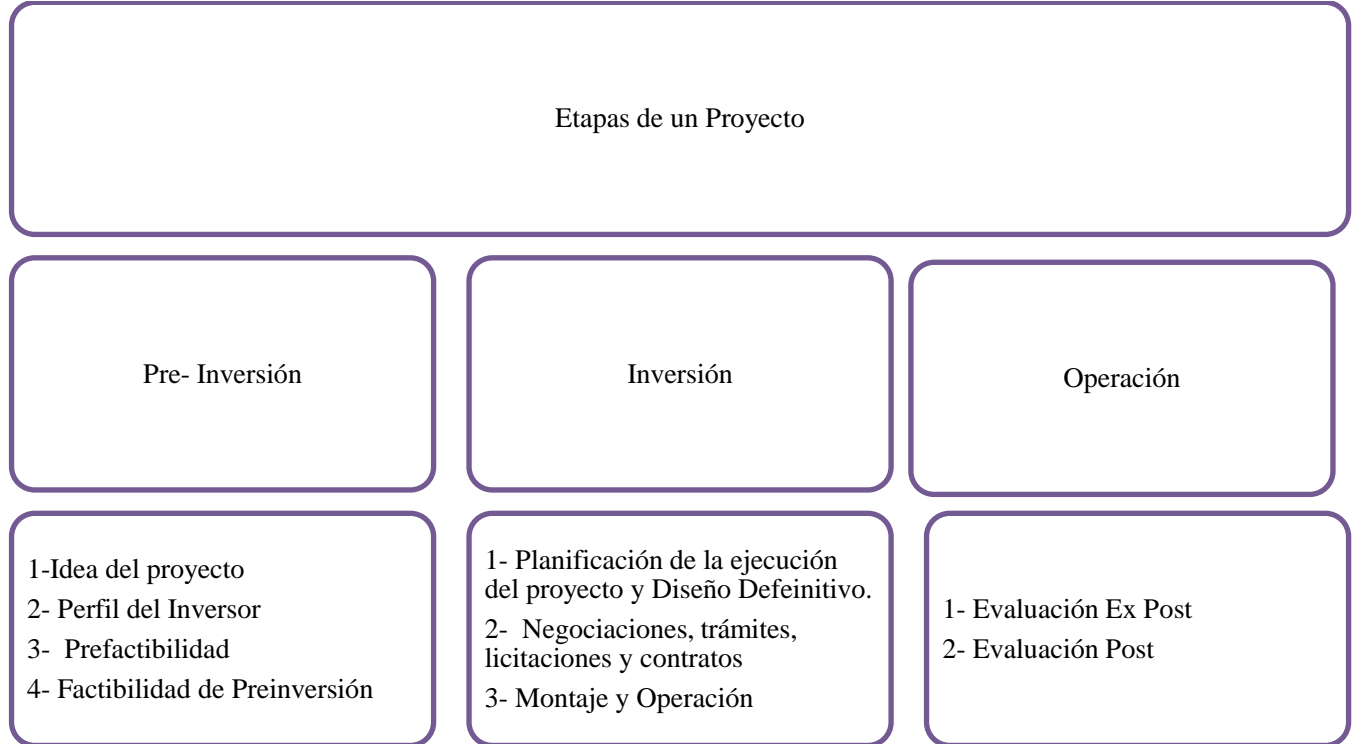 Etapas de un Proyecto
Pre- Inversión
Inversión
Operación
1-Idea del proyecto
2- Perfil del Inversor
3- Prefactibilidad
4- Factibilidad de Preinversión
1- Planificación de la ejecución
del proyecto y Diseño Defeinitivo.
2- Negociaciones, trámites,
licitaciones y contratos
3- Montaje y Operación
1- Evaluación Ex Post
2- Evaluación Post